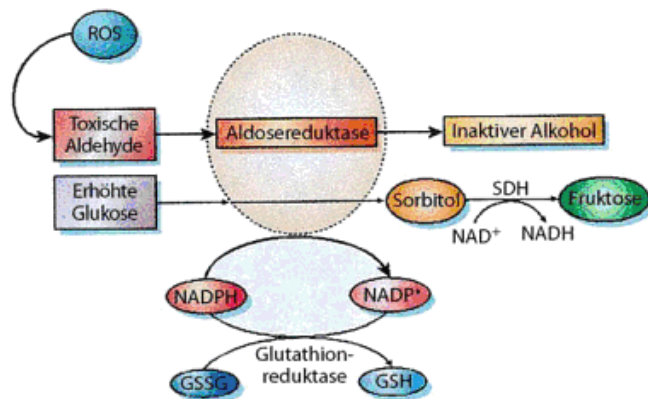 ROS
Toxische
Aldehyde
Aldosereduktase
Inaktiver Alkohol
Erhöhte
Glukose
Sorbitol
SDH
Fruktose
NAD⁺
NADH
NADPH
NADP⁺
Glutathion-
reduktase
GSSG
GSH